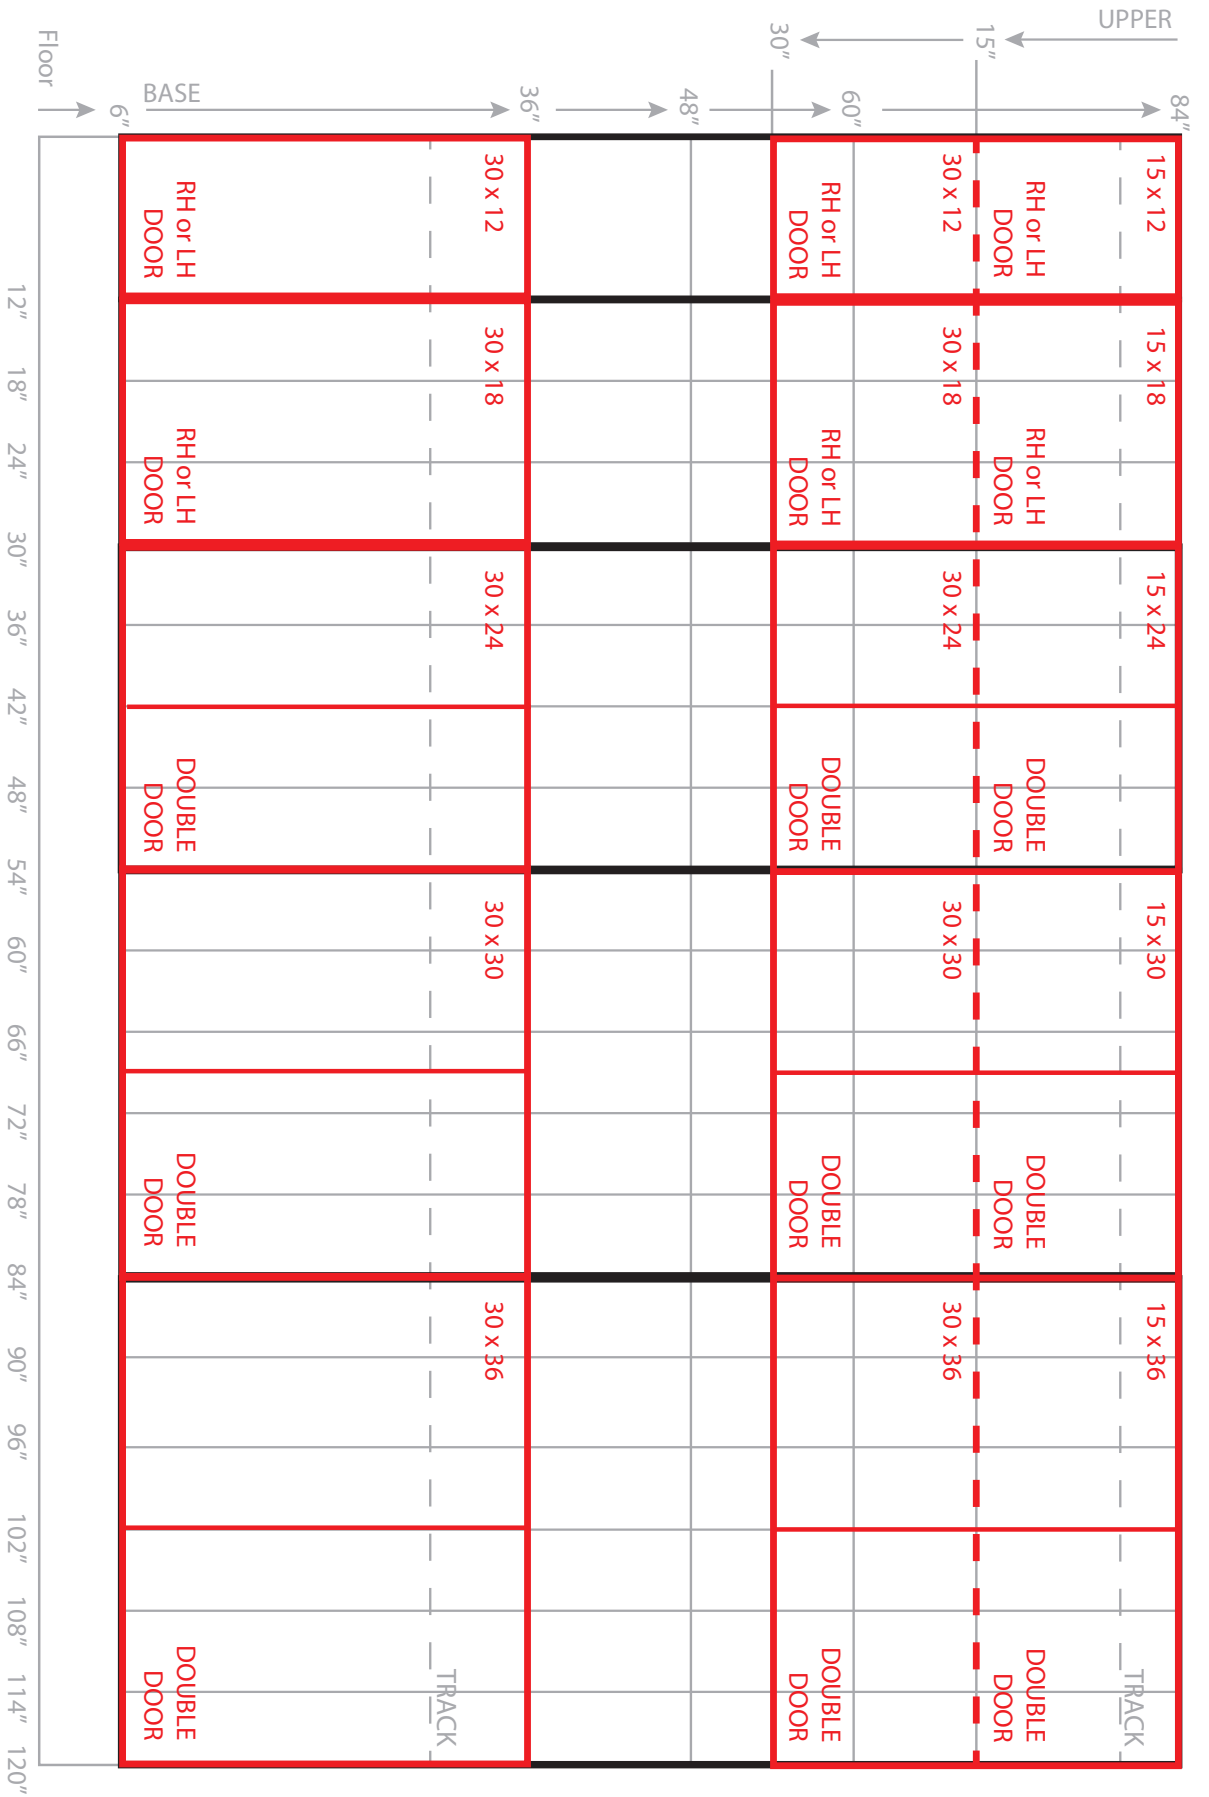 UPPER
15″
30″
Floor
BASE
6″
36″
48″
60″
84″
30 x 12
RH or LH
DOOR
30 x 12
RH or LH
DOOR
15 x 12
RH or LH
DOOR
30 x 18
RH or LH
DOOR
30 x 18
RH or LH
DOOR
15 x 18
RH or LH
DOOR
30 x 24
DOUBLE
DOOR
30 x 24
DOUBLE
DOOR
15 x 24
DOUBLE
DOOR
30 x 30
DOUBLE
DOOR
30 x 30
DOUBLE
DOOR
15 x 30
DOUBLE
DOOR
30 x 36
DOUBLE
DOOR
TRACK
30 x 36
DOUBLE
DOOR
15 x 36
DOUBLE
DOOR
TRACK
12″
18″
24″
30″
36″
42″
48″
54″
60″
66″
72″
78″
84″
90″
96″
102″
108″
114″
120″